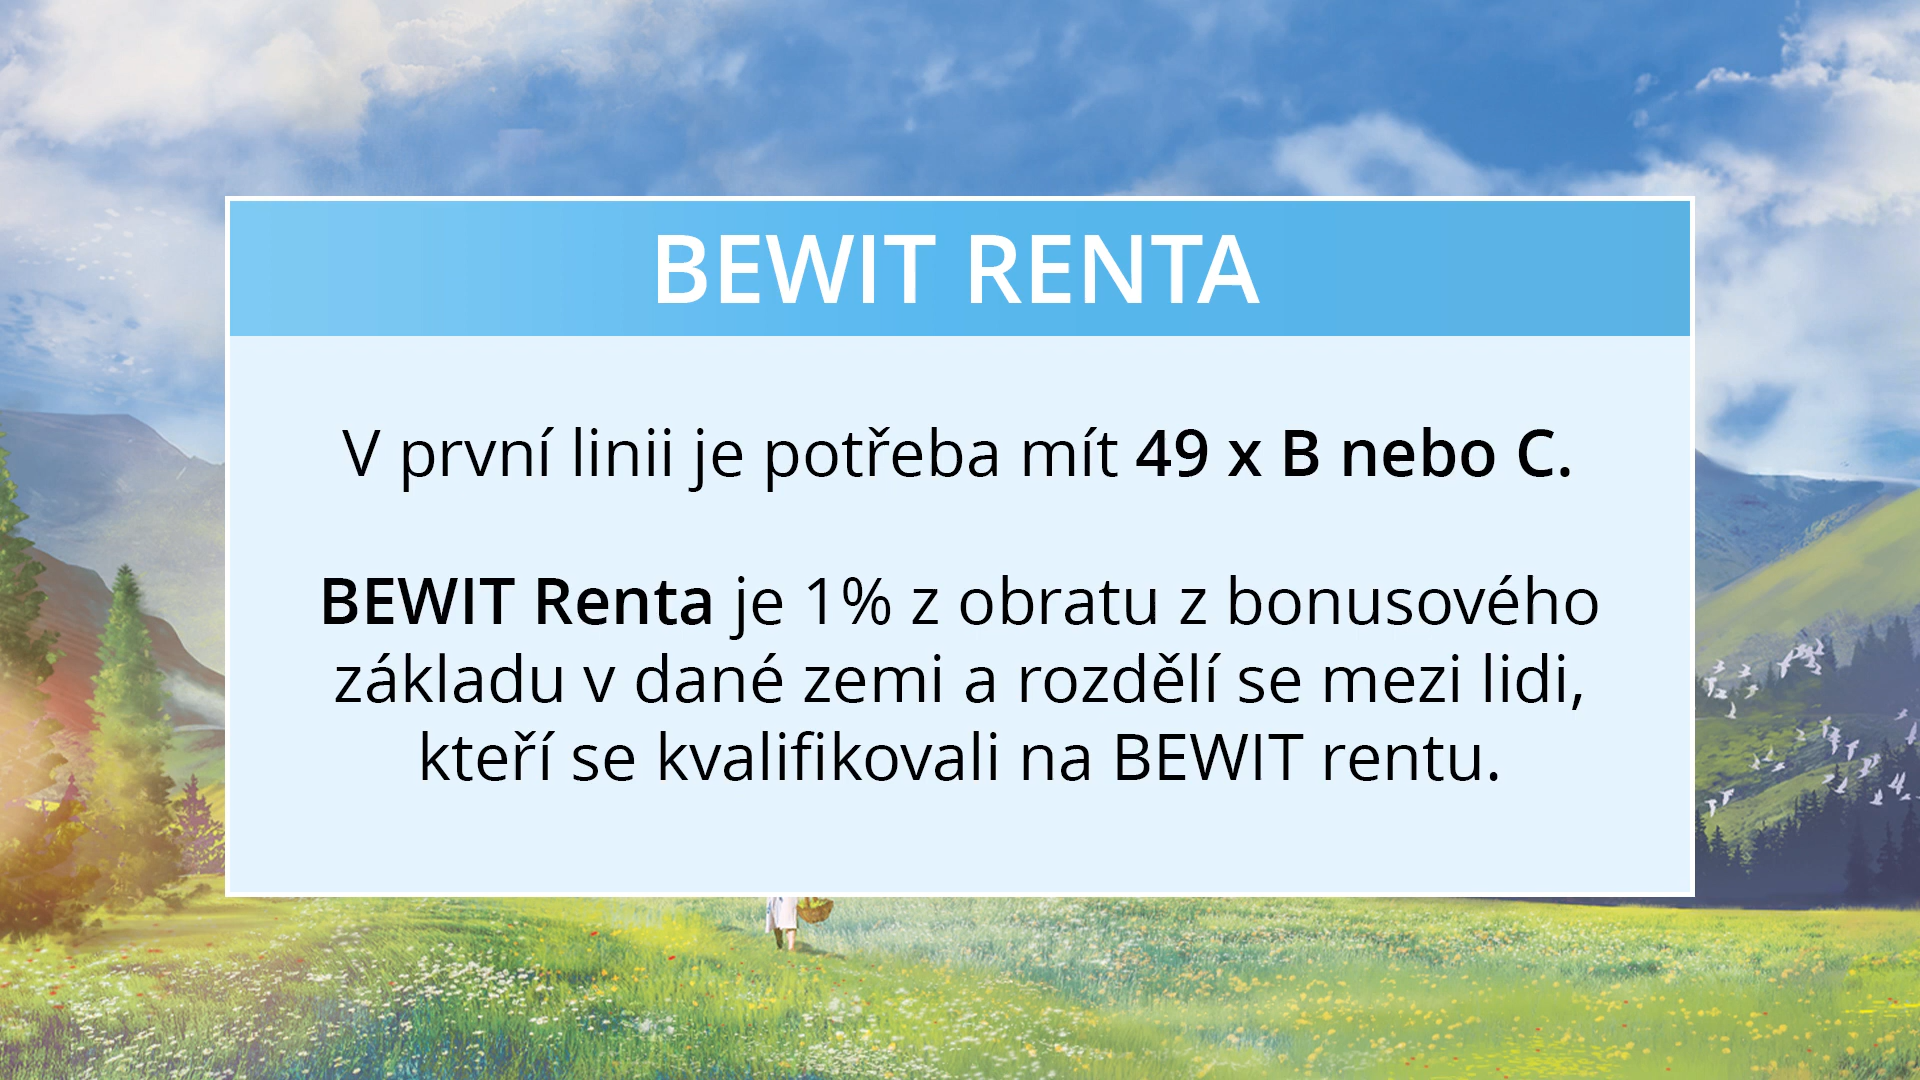 BEWIT RENTA
V první linii je potřeba mít 49 x B nebo C.
BEWIT Renta je 1% z obratu z bonusového
základu v dané zemi a rozdělí se mezi lidi,
kteří se kvalifikovali na BEWIT rentu.